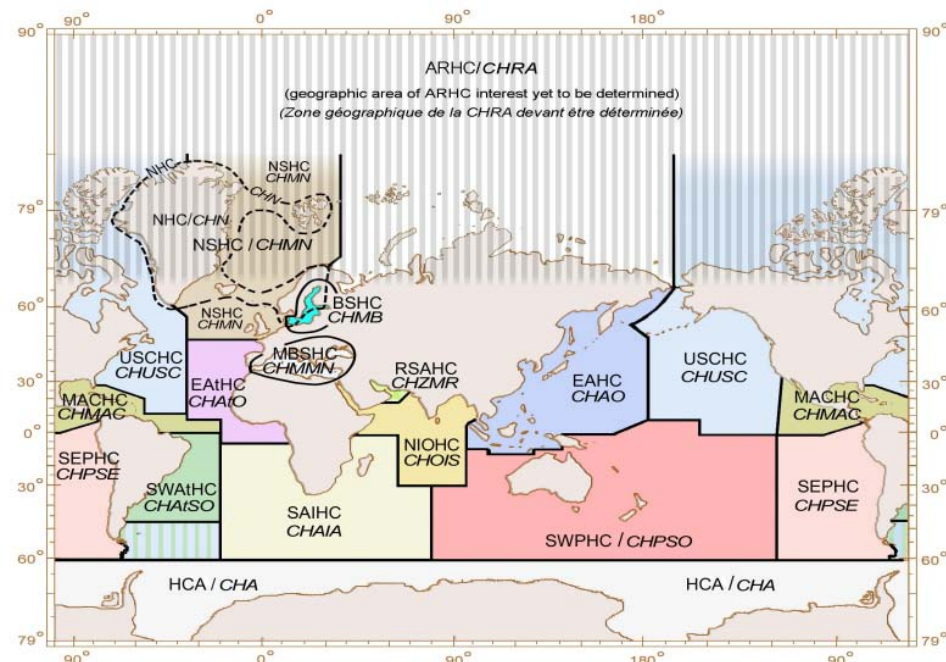 90° 0° 90° 180° 90°
90° 90°
ARHC/CHRA
(geographic area of ARHC interest yet to be determined)
(Zone géographique de la CHRA devant être déterminée)
NHC
NSHC
CHMN
CHN
79° 79°
NHC/CHN
NSHC / CHMN
60° 60°
NSHC
CHMN
BSHC
CHMB
USCHC
CHUSC
MBSHC
CHMMN
RSAHC
CHZMR
EAHC
CHAO
USCHC
CHUSC
30° 30°
EAtHC
CHAtO
MACHC
CHMAC
MACHC
CHMAC
0° 0°
NIOHC
CHOIS
SEPHC
CHPSE
SWAtHC
CHAtSO
30° 30°
SAIHC
CHAIA
SWPHC / CHPSO
SEPHC
CHPSE
60° 60°
HCA / CHA HCA / CHA
79° 79°
90° 0° 90° 180° 90°